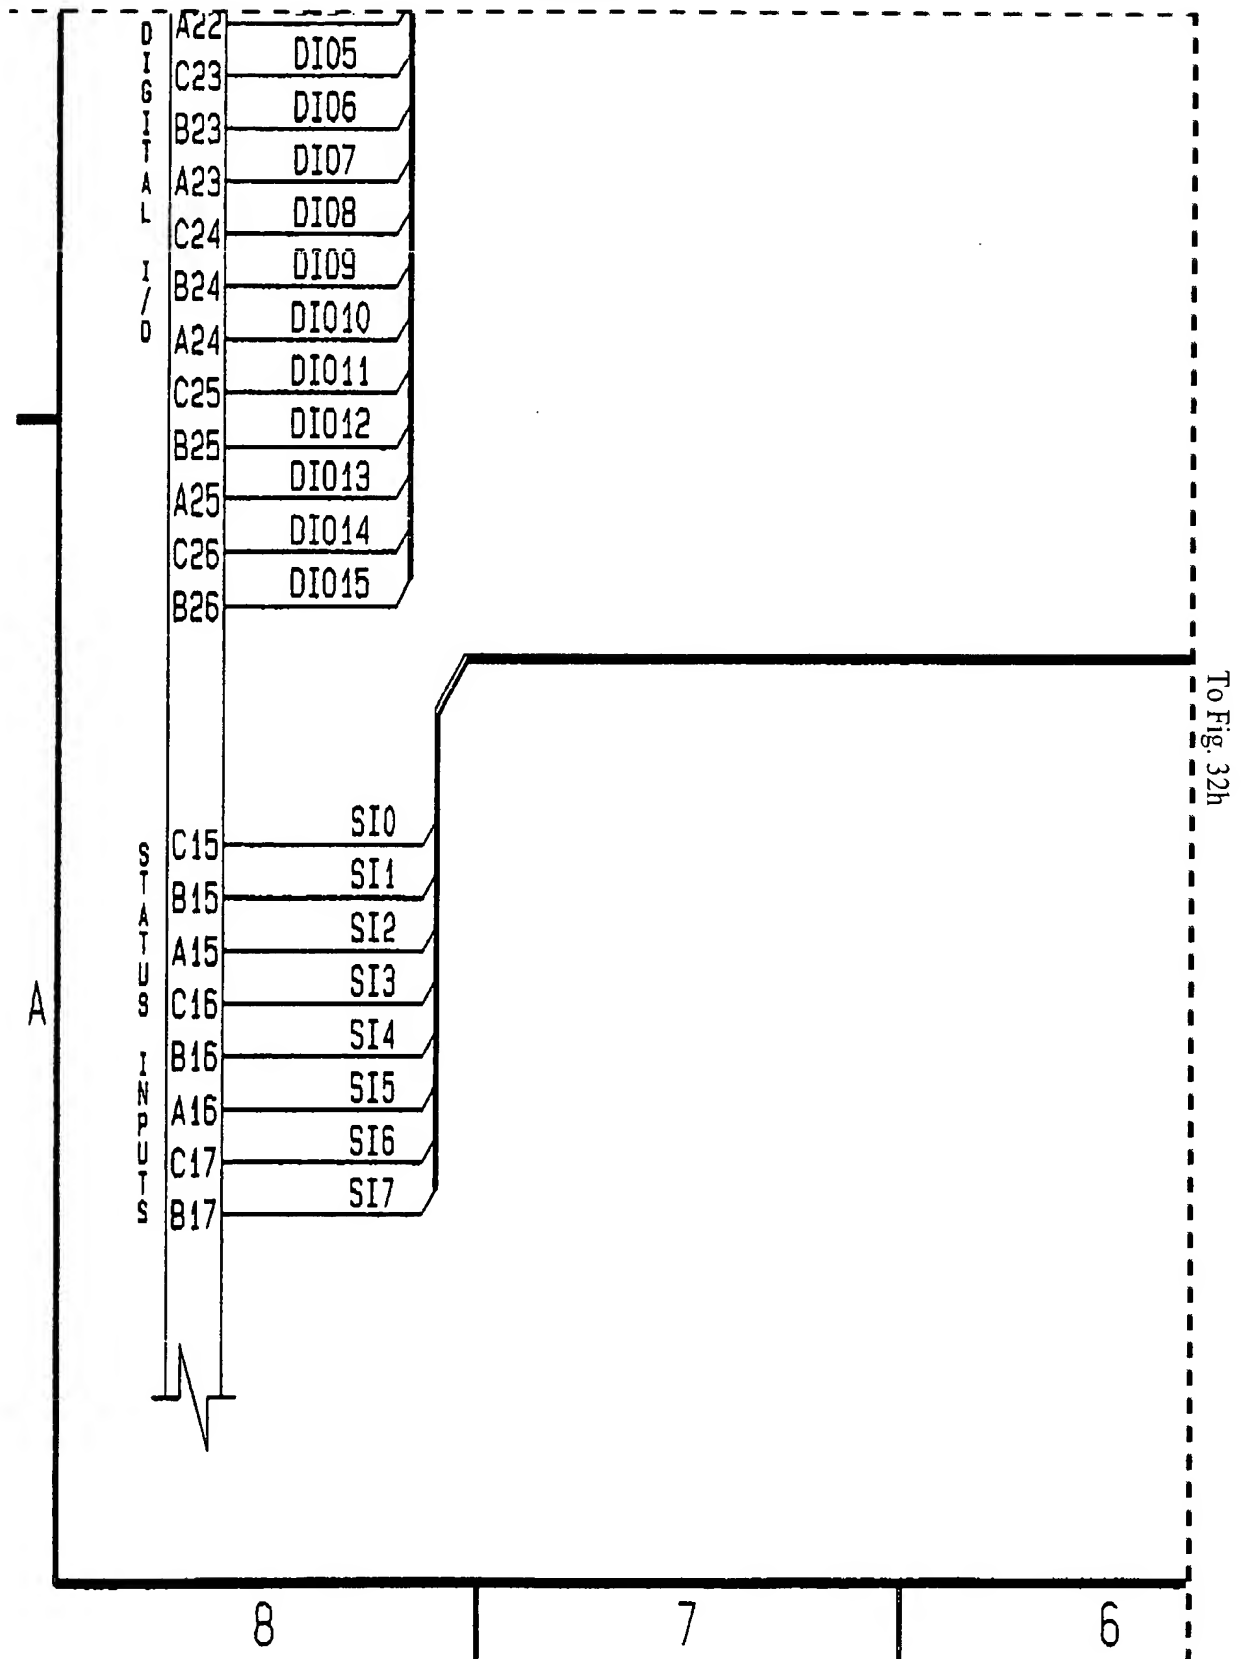 DIGITAL I/O
A22
DIO5
C23
DIO6
B23
DIO7
A23
DIO8
C24
DIO9
B24
DIO10
A24
DIO11
C25
DIO12
B25
DIO13
A25
DIO14
C26
DIO15
B26
To Fig. 32h
STATUS INPUTS
SI0
C15
SI1
B15
SI2
A15
SI3
C16
SI4
B16
SI5
A16
SI6
C17
SI7
B17
A
8 7 6